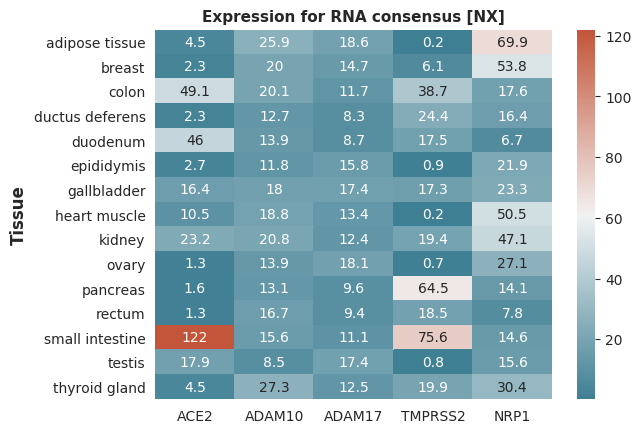 Expression for RNA consensus [NX]
Tissue
adipose tissue 4.5 25.9 18.6 0.2 69.9
breast 2.3 20 14.7 6.1 53.8
colon 49.1 20.1 11.7 38.7 17.6
ductus deferens 2.3 12.7 8.3 24.4 16.4
duodenum 46 13.9 8.7 17.5 6.7
epididymis 2.7 11.8 15.8 0.9 21.9
gallbladder 16.4 18 17.4 17.3 23.3
heart muscle 10.5 18.8 13.4 0.2 50.5
kidney 23.2 20.8 12.4 19.4 47.1
ovary 1.3 13.9 18.1 0.7 27.1
pancreas 1.6 13.1 9.6 64.5 14.1
rectum 1.3 16.7 9.4 18.5 7.8
small intestine 122 15.6 11.1 75.6 14.6
testis 17.9 8.5 17.4 0.8 15.6
thyroid gland 4.5 27.3 12.5 19.9 30.4
ACE2 ADAM10 ADAM17 TMPRSS2 NRP1
120
100
80
60
40
20